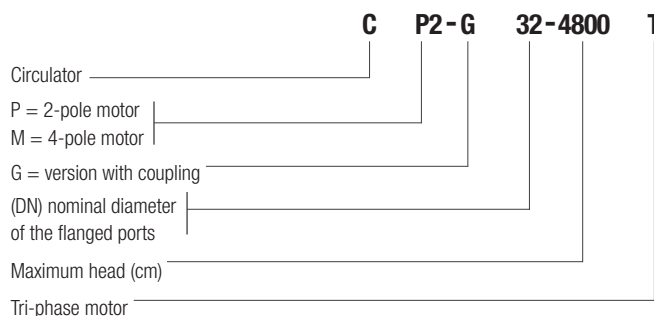 C P2-G 32-4800 T
Circulator
P = 2-pole motor
M = 4-pole motor
G = version with coupling
(DN) nominal diameter
of the flanged ports
Maximum head (cm)
Tri-phase motor